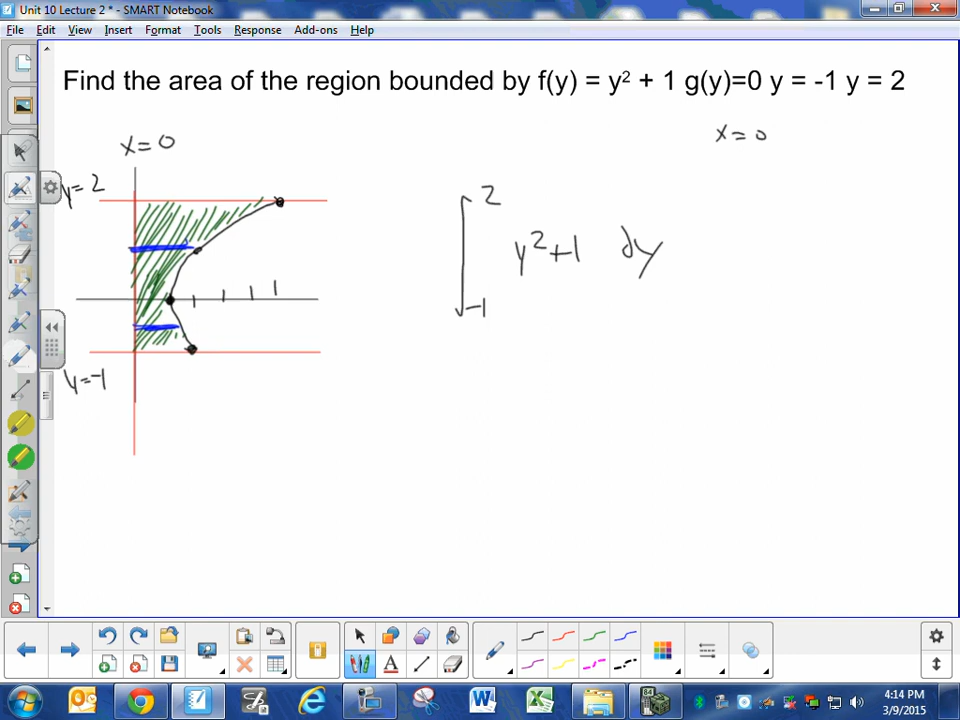 Unit 10 Lecture 2 * - SMART Notebook
File Edit View Insert Format Tools Response Add-ons Help
Find the area of the region bounded by f(y) = y² + 1 g(y)=0 y = -1 y = 2
x = 0
x = 0
y = 2
2
y²+1 dy
-1
y=-1
A
W
84
4:14 PM
3/9/2015